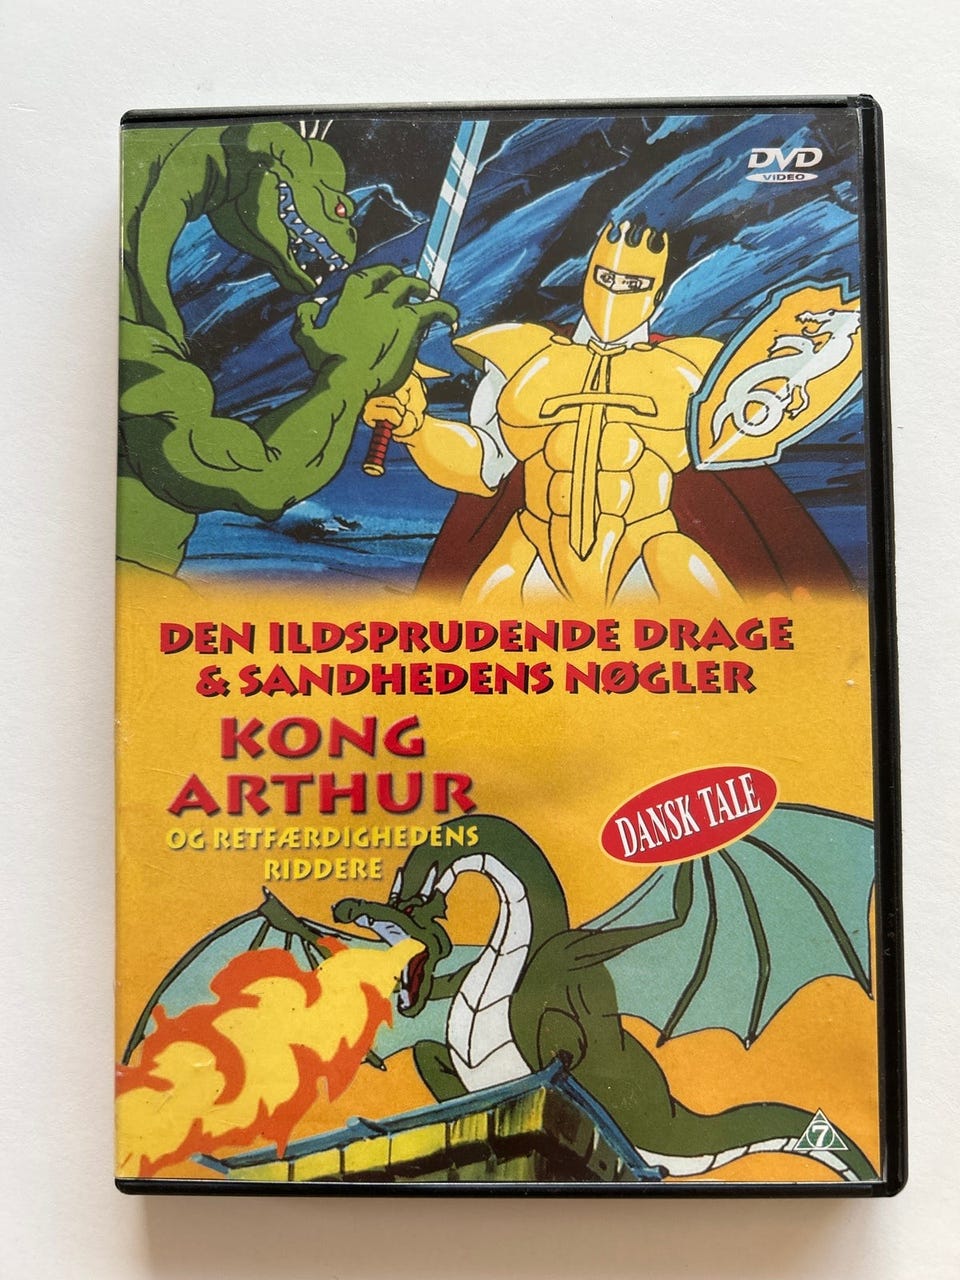 DVD
VIDEO
DEN ILDSPRUDENDE DRAGE
& SANDHEDENS NØGLER
KONG
ARTHUR
OG RETFÆRDIGHEDENS
RIDDERE
DANSK TALE
7